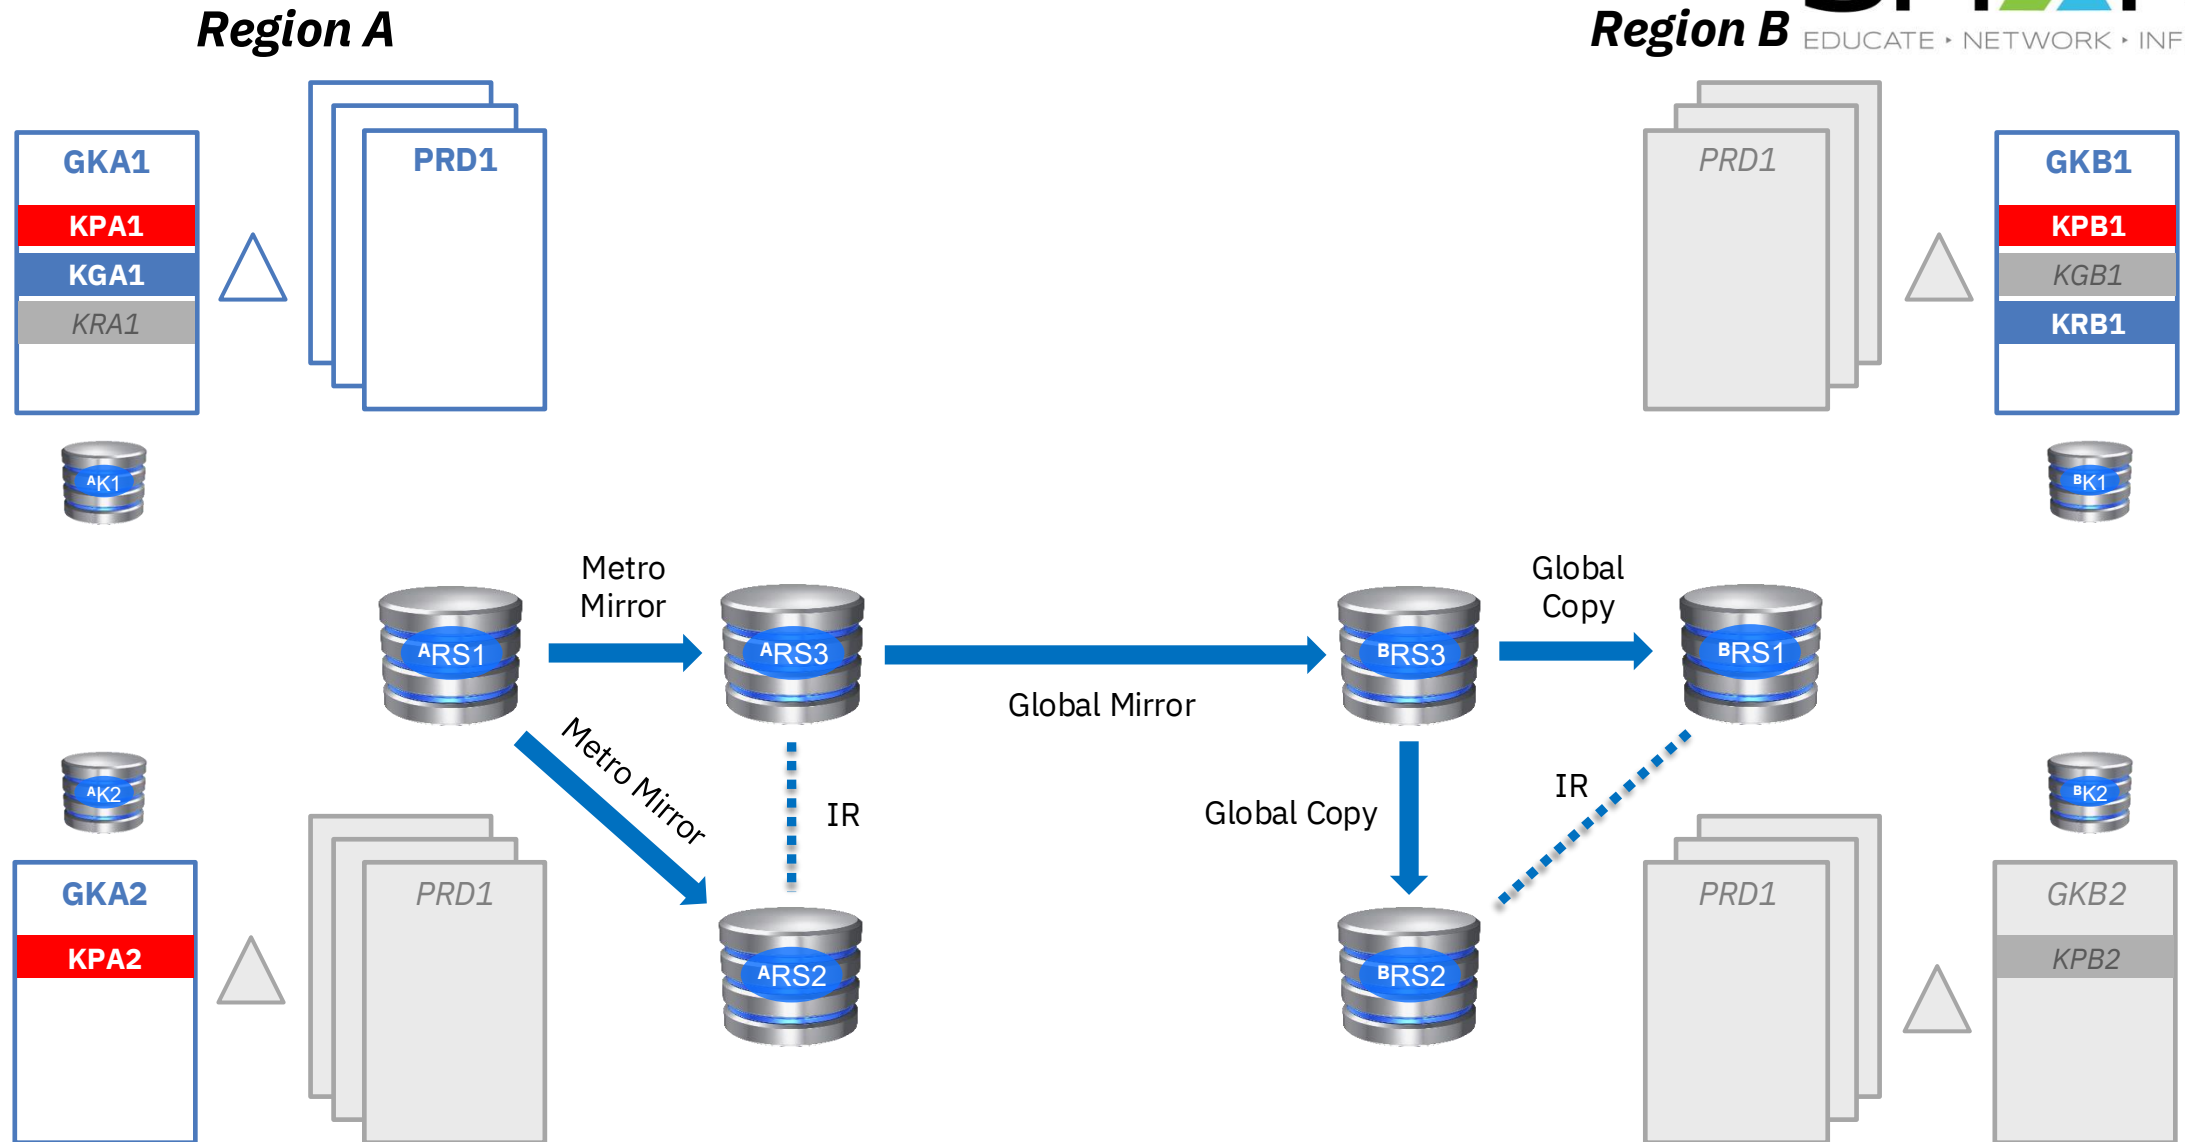 Region A
Region B
EDUCATE • NETWORK • INF
GKA1
KPA1
KGA1
KRA1
PRD1
PRD1
GKB1
KPB1
KGB1
KRB1
AK1
BK1
Metro
Mirror
Global
Copy
ARS1
ARS3
BRS3
BRS1
Global Mirror
Metro Mirror
IR
Global Copy
IR
AK2
BK2
GKA2
KPA2
PRD1
ARS2
BRS2
PRD1
GKB2
KPB2